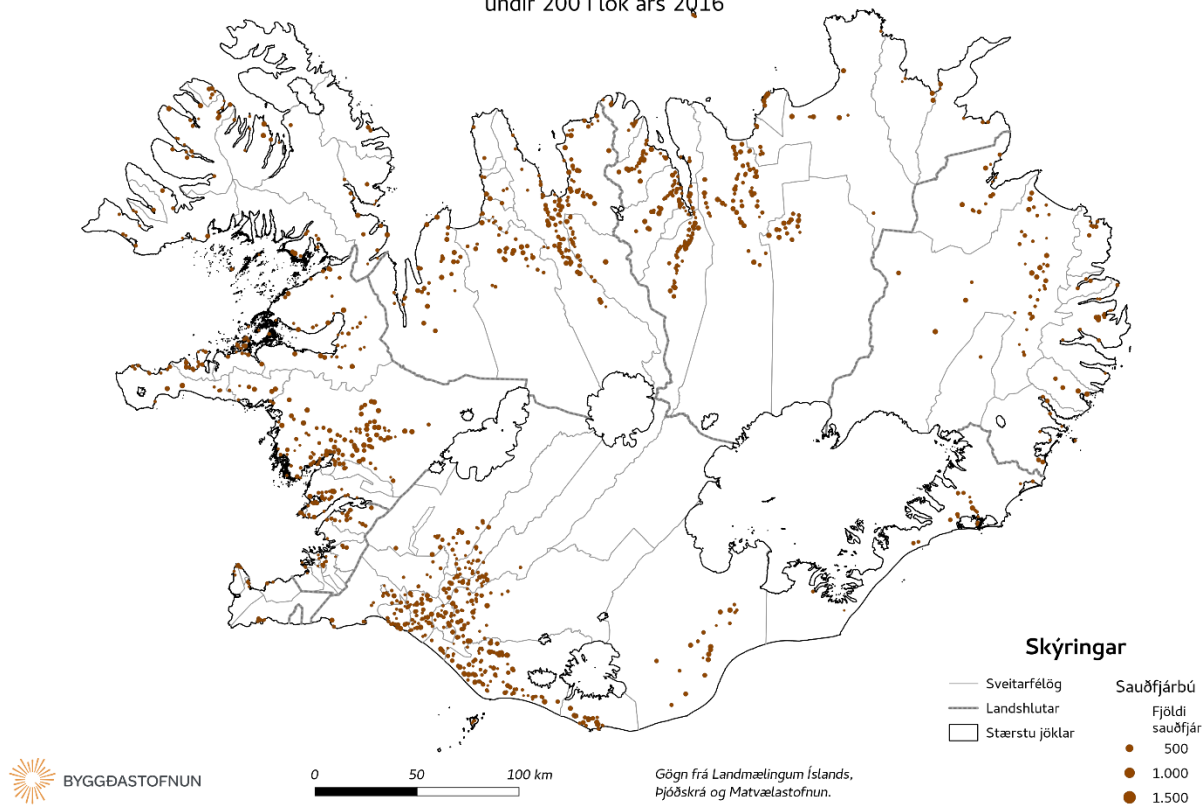 undir 200 í lok árs 2016
Skýringar
Sveitarfélög
Landshlutar
Stærstu jöklar
Sauðfjárbú
Fjöldi
sauðfjár
500
1.000
1.500
BYGGÐASTOFNUN
0 50 100 km
Gögn frá Landmælingum Íslands,
Þjóðskrá og Matvælastofnun.